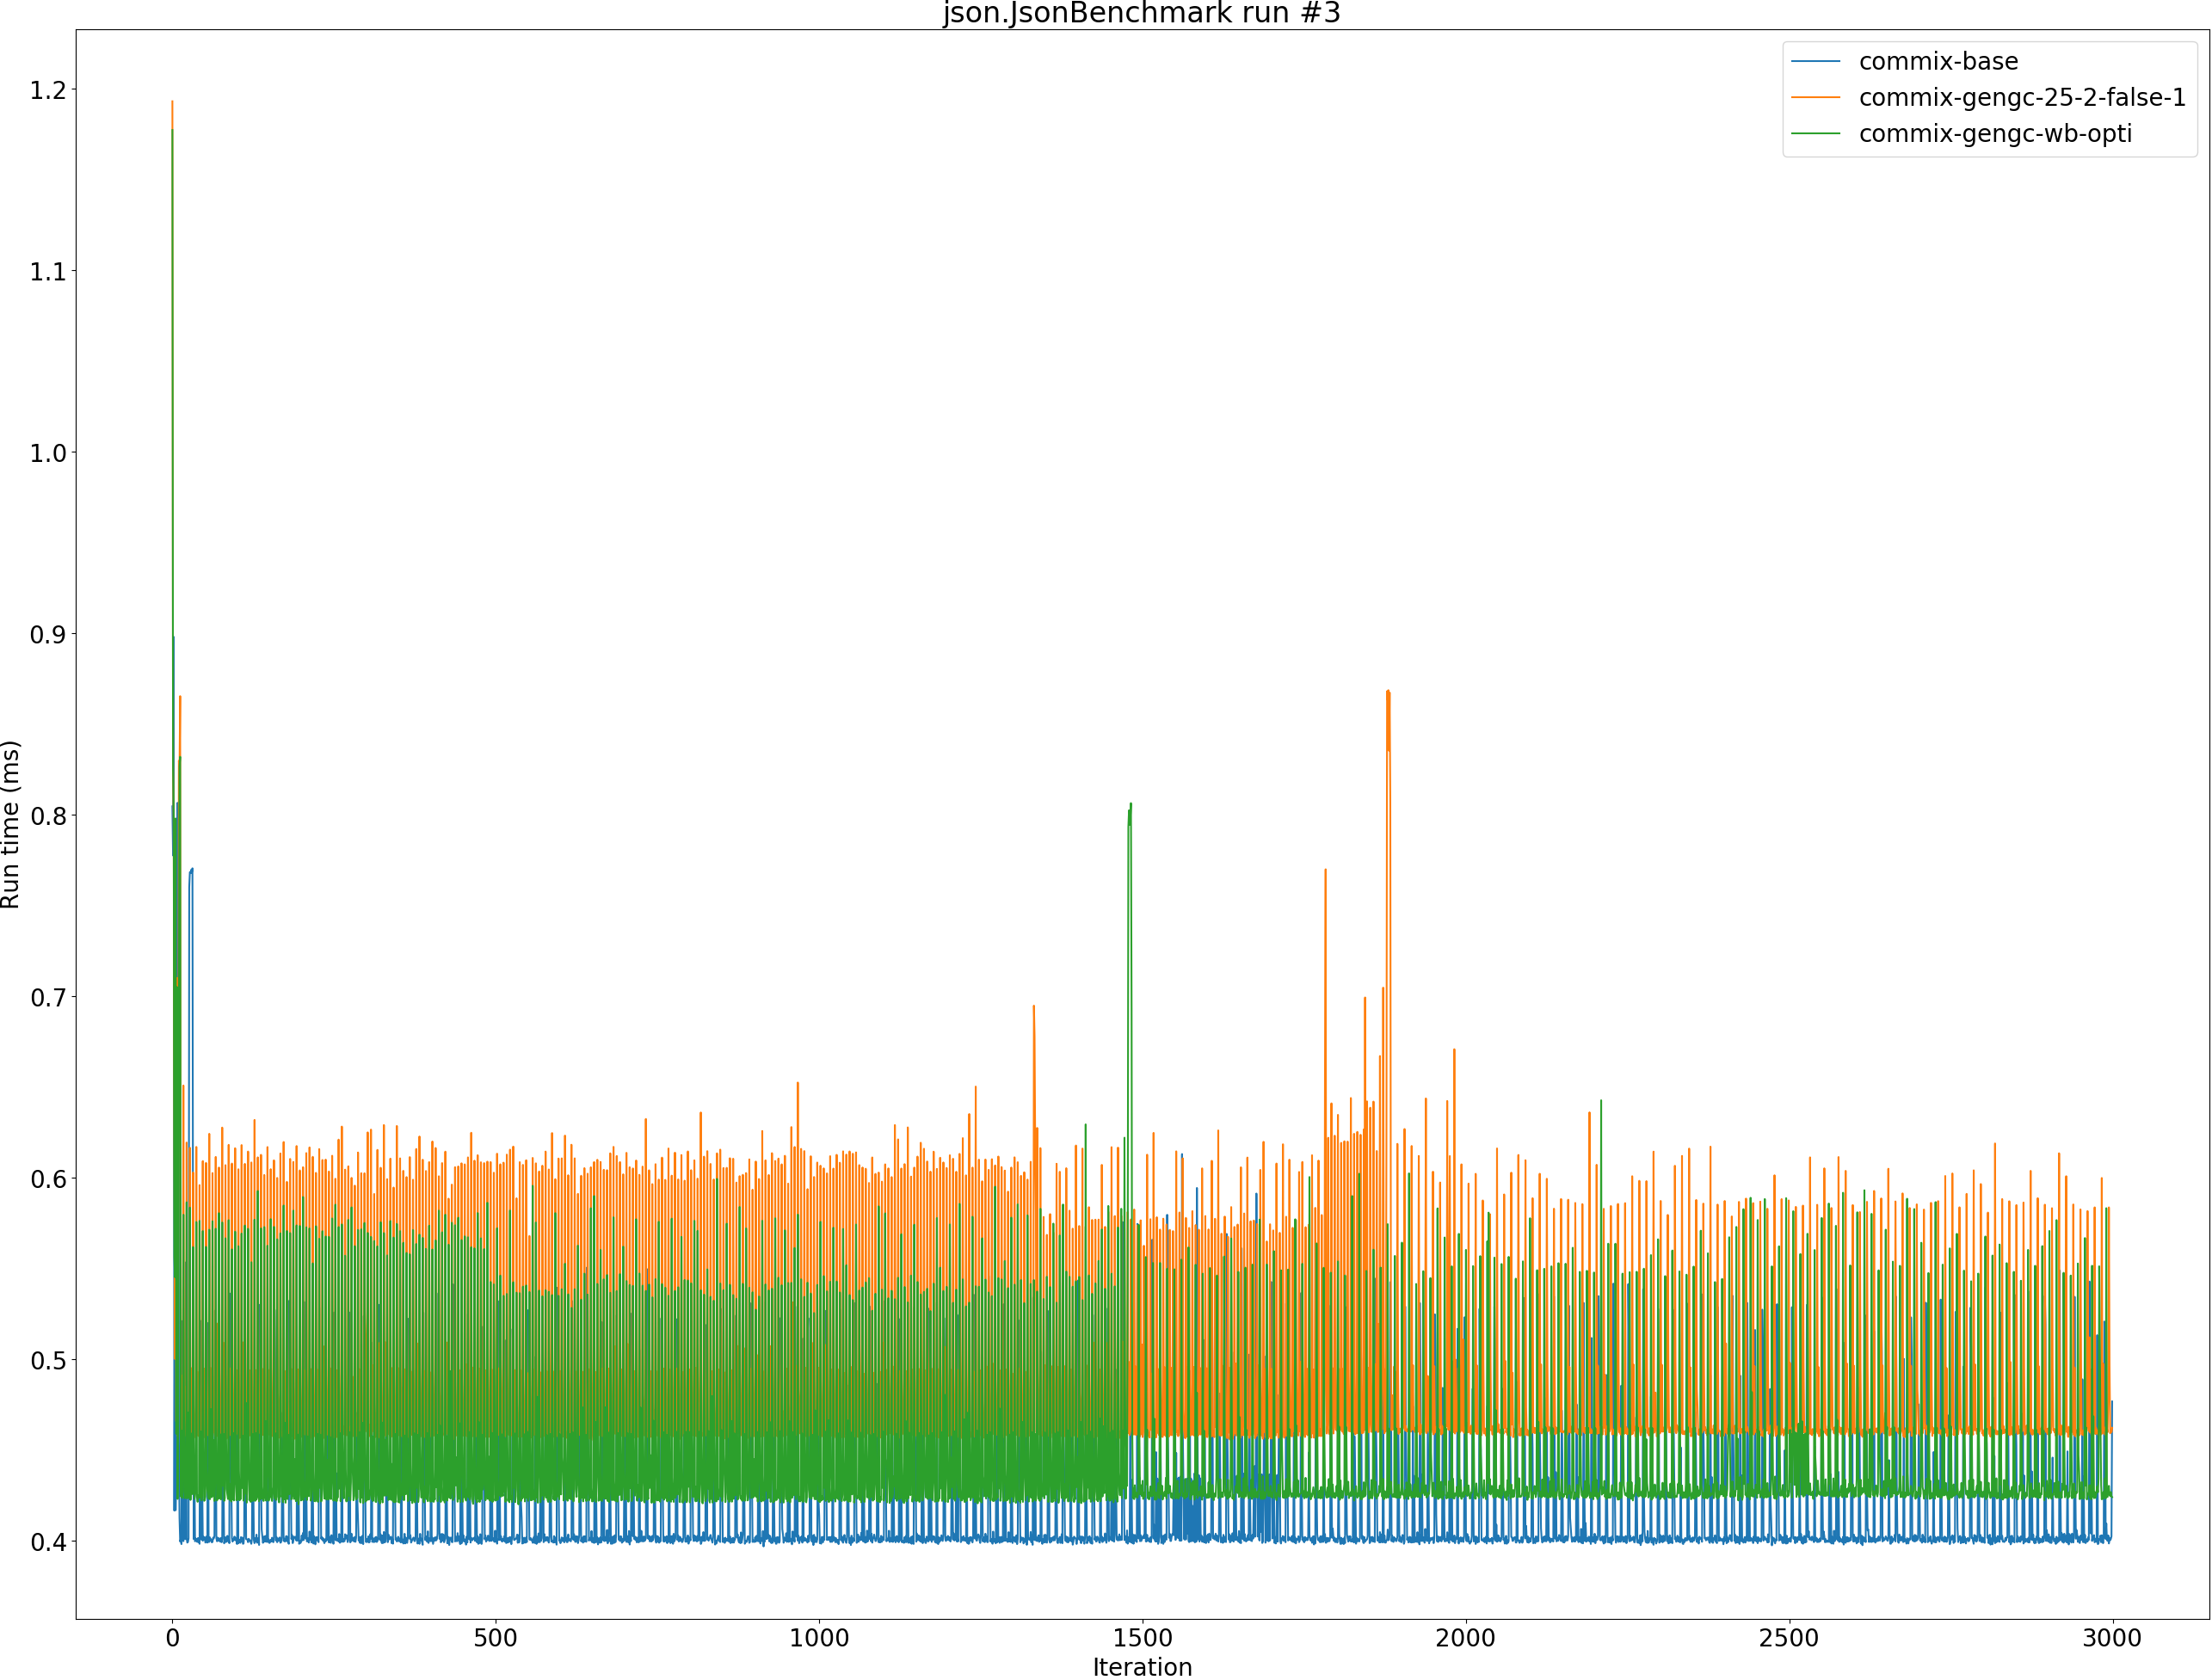 json.JsonBenchmark run #3
commix-base
commix-gengc-25-2-false-1
commix-gengc-wb-opti
1.2
1.1
1.0
0.9
0.8
0.7
0.6
0.5
0.4
Run time (ms)
0 500 1000 1500 2000 2500 3000
Iteration